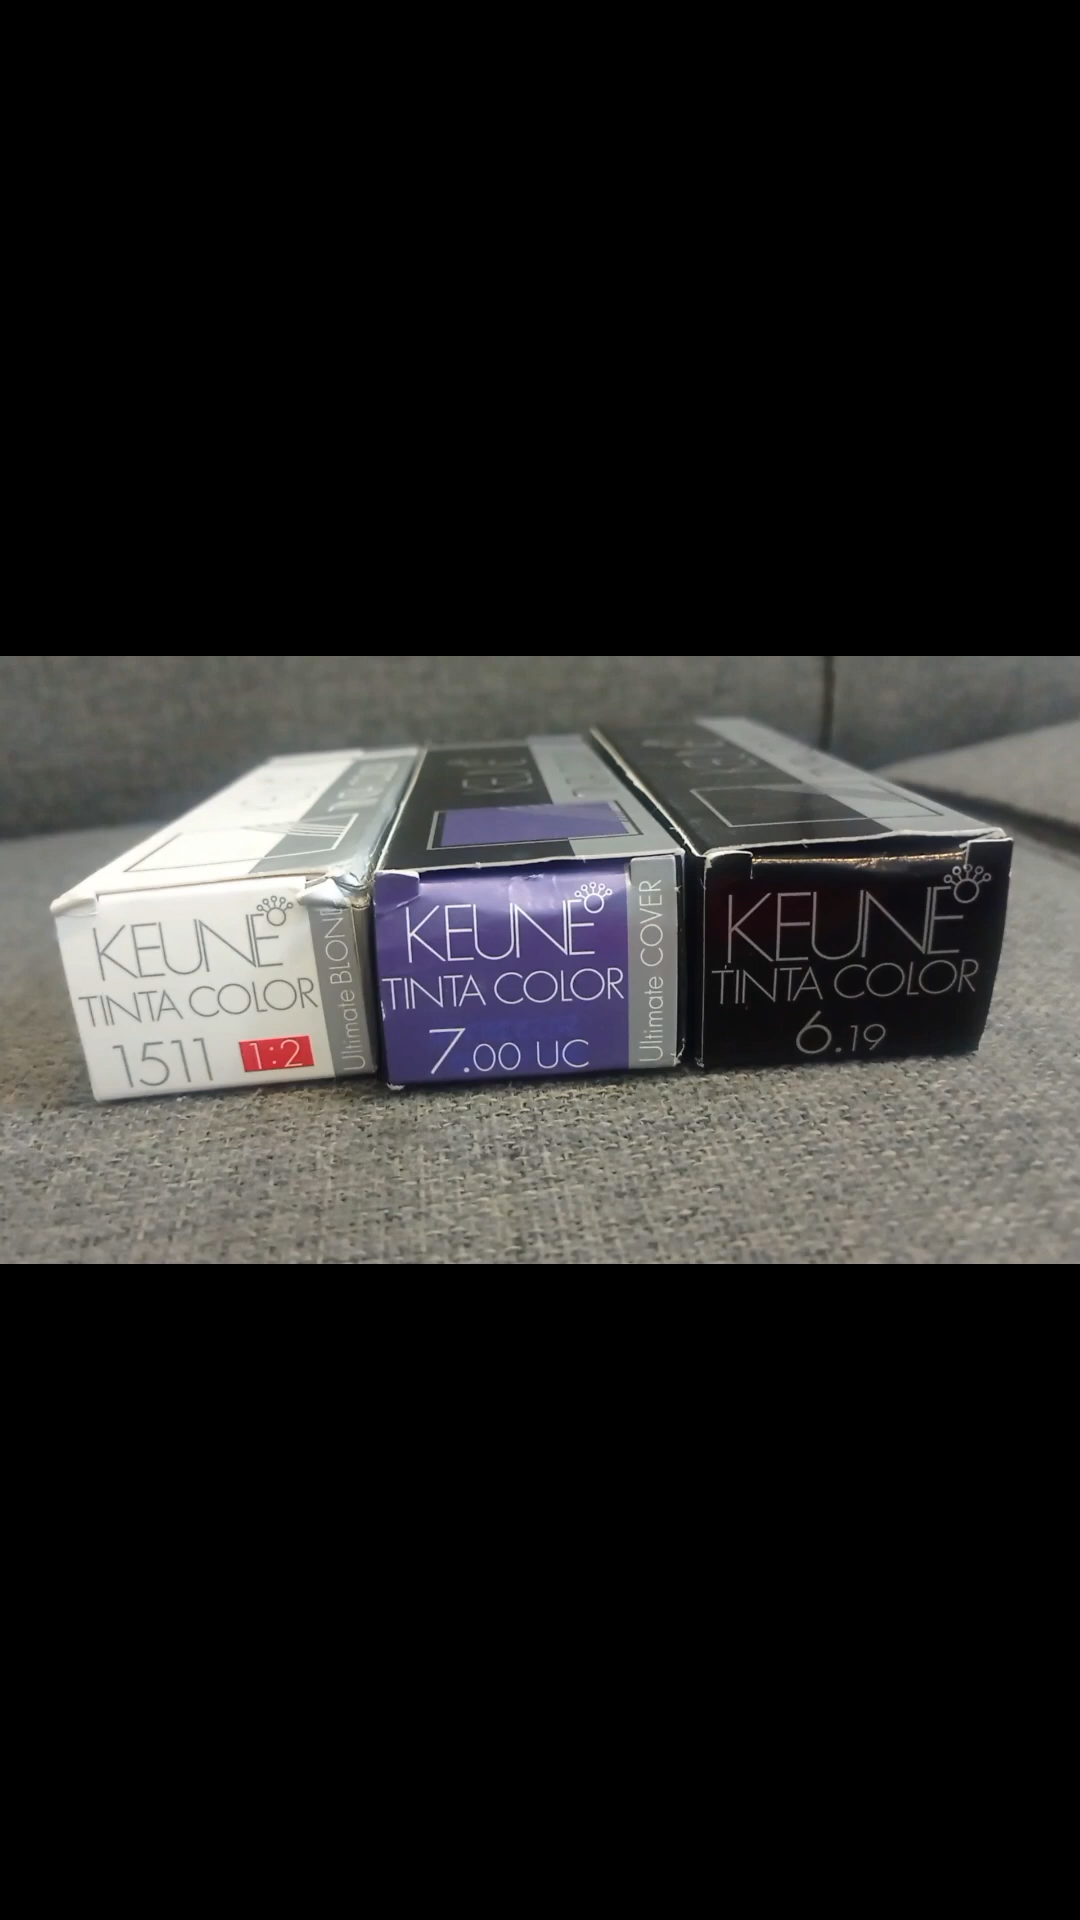 KEUNE
TINTA COLOR
1511 1:2
Ultimate BLOND
KEUNE
TINTA COLOR
7.00 UC
Ultimate COVER
KEUNE
TINTA COLOR
6.19